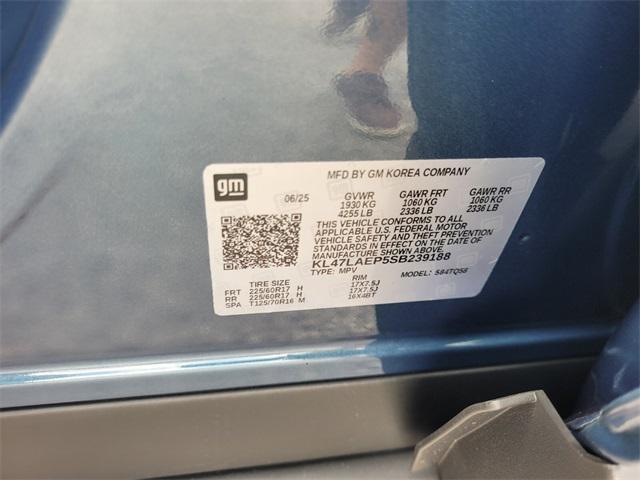 gm
MFD BY GM KOREA COMPANY
06/25 GVWR GAWR FRT GAWR RR
1930 KG 1060 KG 1060 KG
4255 LB 2336 LB 2336 LB
THIS VEHICLE CONFORMS TO ALL
APPLICABLE U.S. FEDERAL MOTOR
VEHICLE SAFETY AND THEFT PREVENTION
STANDARDS IN EFFECT ON THE DATE OF
MANUFACTURE SHOWN ABOVE.
KL47LAEP5SB239188
TYPE: MPV MODEL: 584TQ58
TIRE SIZE RIM
FRT 225/60R17 H 17X7.5J
RR 225/60R17 H 17X7.5J
SPA T125/70R16 M 16X4BT